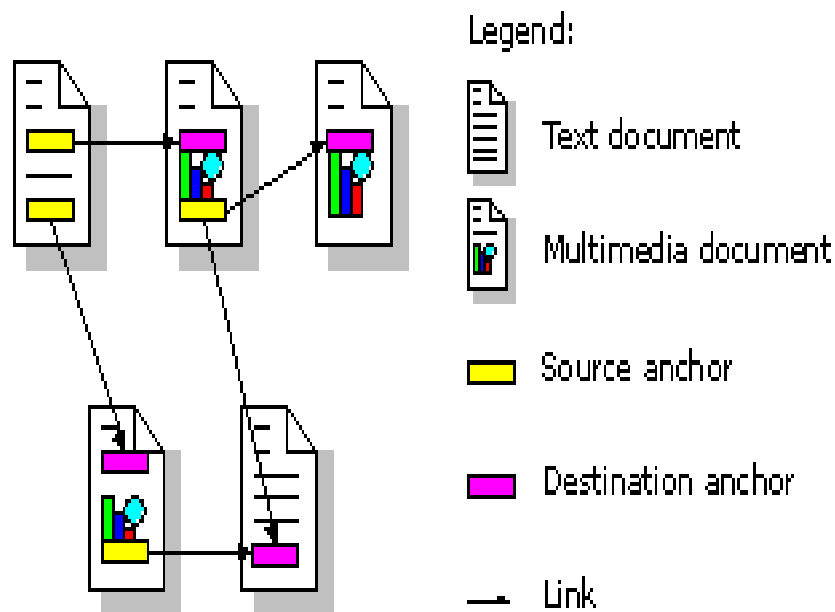 Legend:
Text document
Multimedia document
Source anchor
Destination anchor
Link